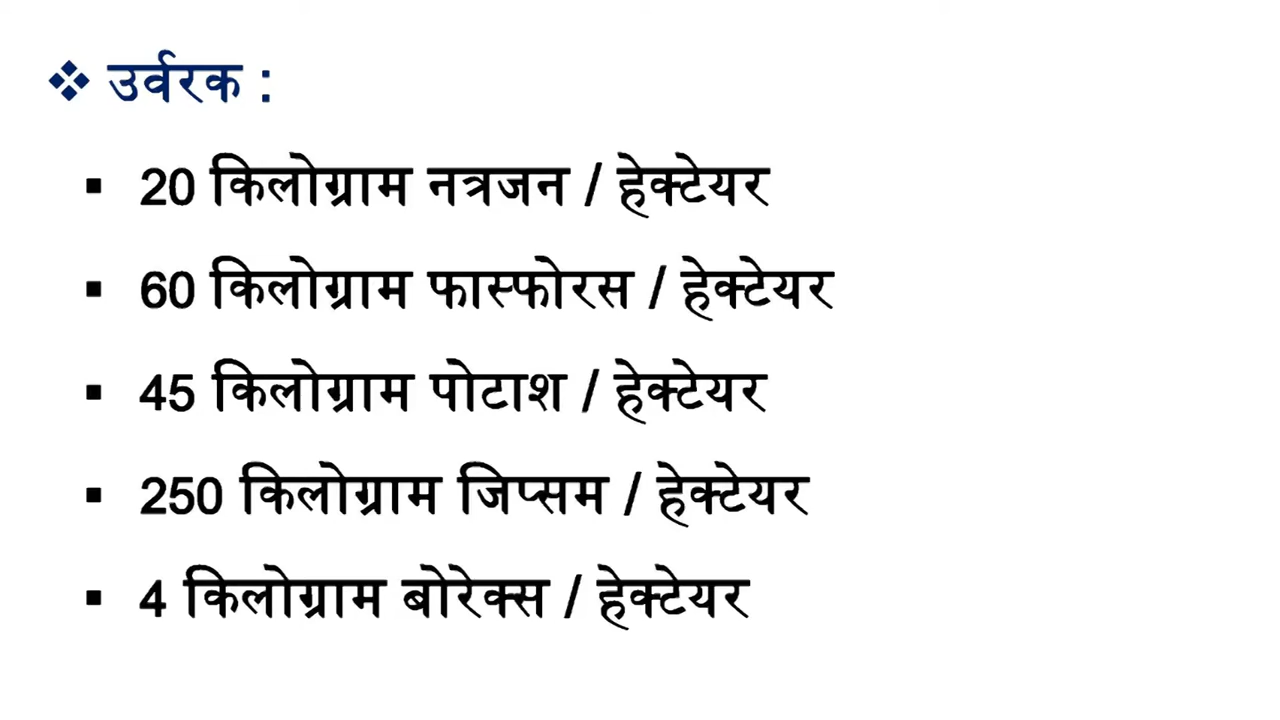 ❖ उर्वरक :
▪ 20 किलोग्राम नत्रजन / हेक्टेयर
▪ 60 किलोग्राम फास्फोरस / हेक्टेयर
▪ 45 किलोग्राम पोटाश / हेक्टेयर
▪ 250 किलोग्राम जिप्सम / हेक्टेयर
▪ 4 किलोग्राम बोरेक्स / हेक्टेयर